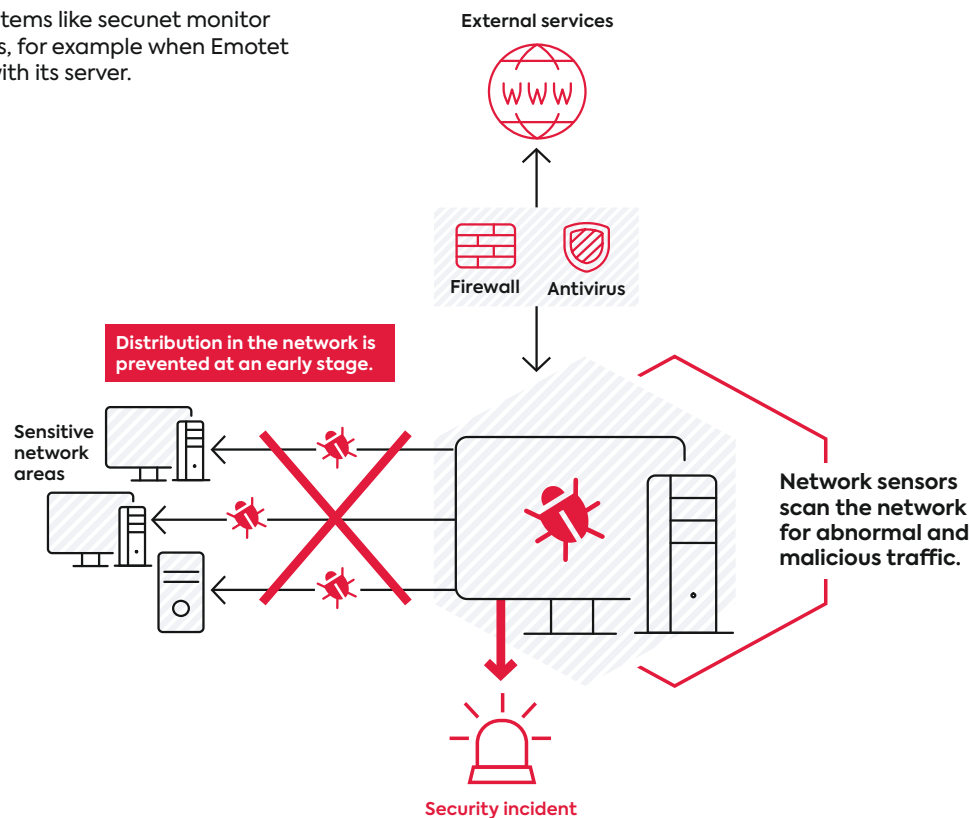 tems like secunet monitor
s, for example when Emotet
with its server.
External services
WWW
Firewall
Antivirus
Distribution in the network is
prevented at an early stage.
Sensitive
network
areas
Network sensors
scan the network
for abnormal and
malicious traffic.
Security incident